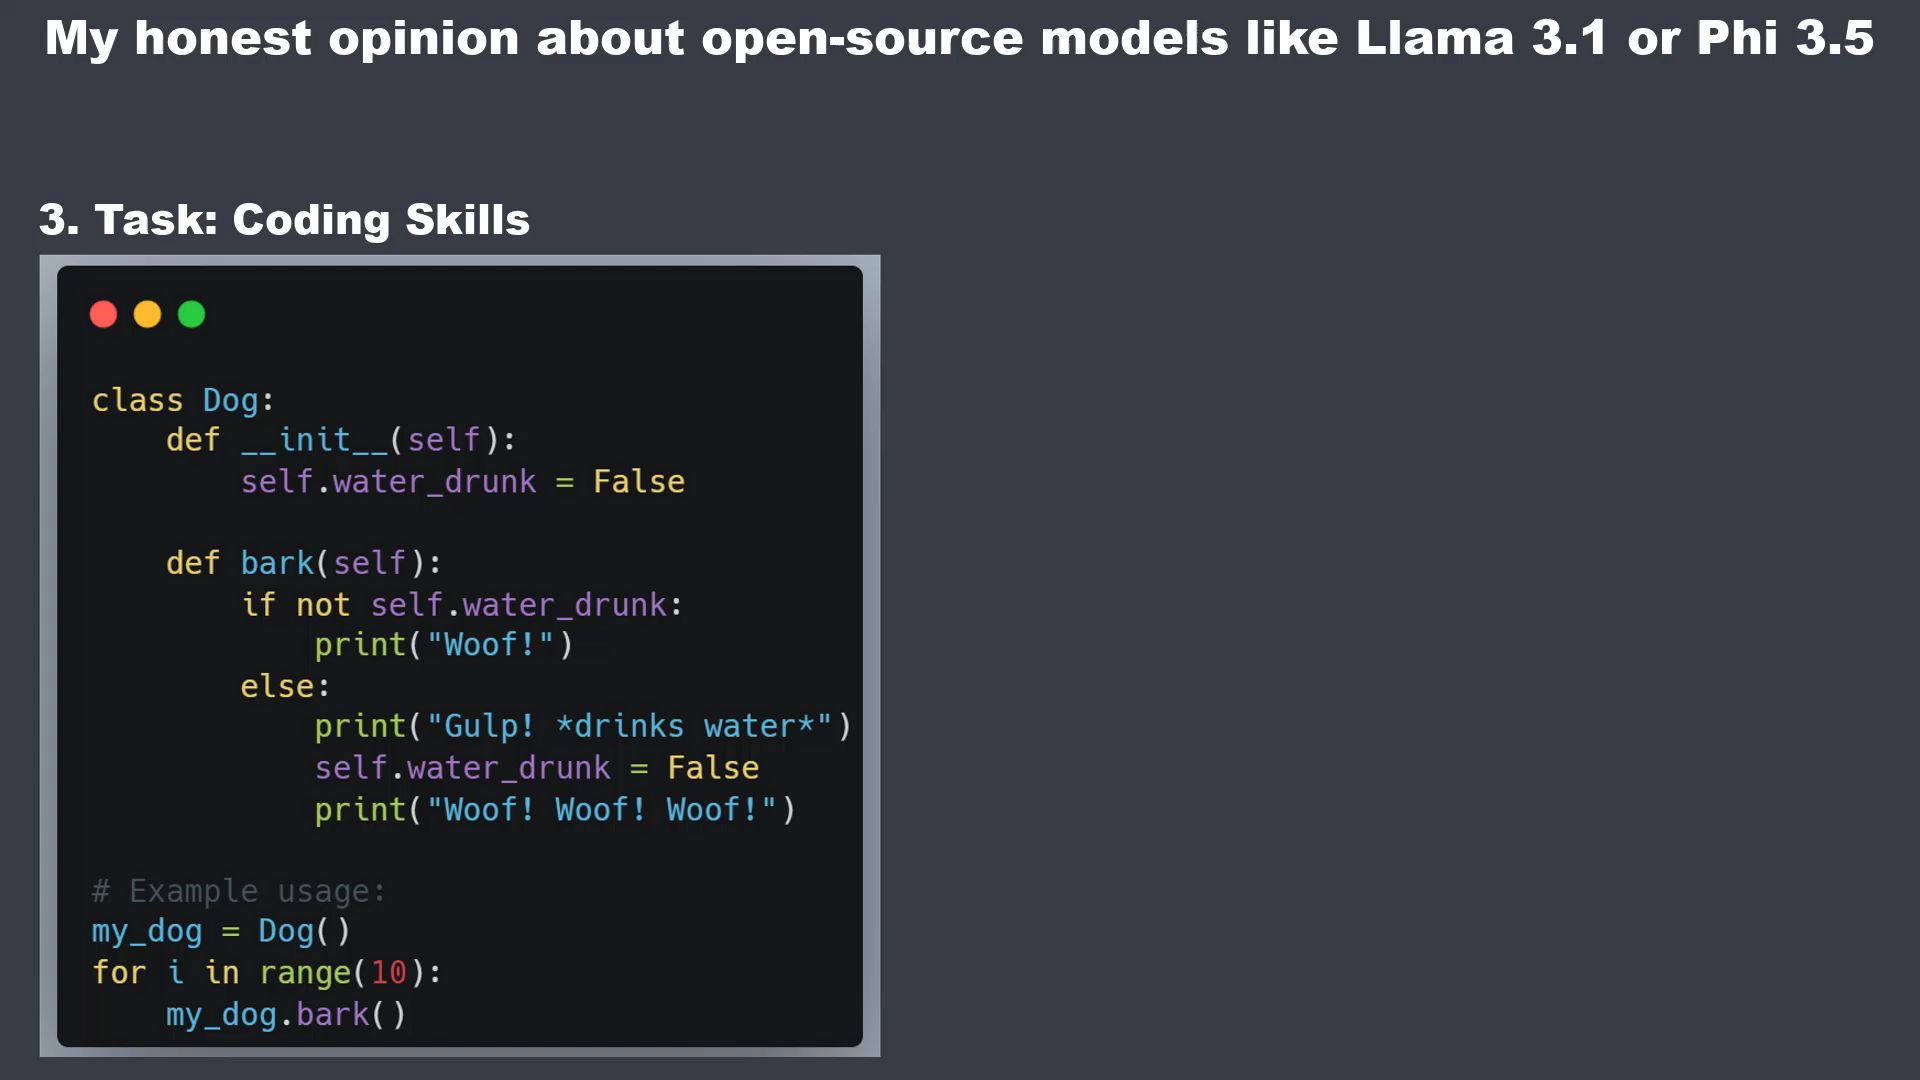 My honest opinion about open-source models like Llama 3.1 or Phi 3.5
3. Task: Coding Skills
class Dog:
    def __init__(self):
        self.water_drunk = False
    def bark(self):
        if not self.water_drunk:
            print("Woof!")
        else:
            print("Gulp! *drinks water*")
            self.water_drunk = False
            print("Woof! Woof! Woof!")
# Example usage:
my_dog = Dog()
for i in range(10):
    my_dog.bark()